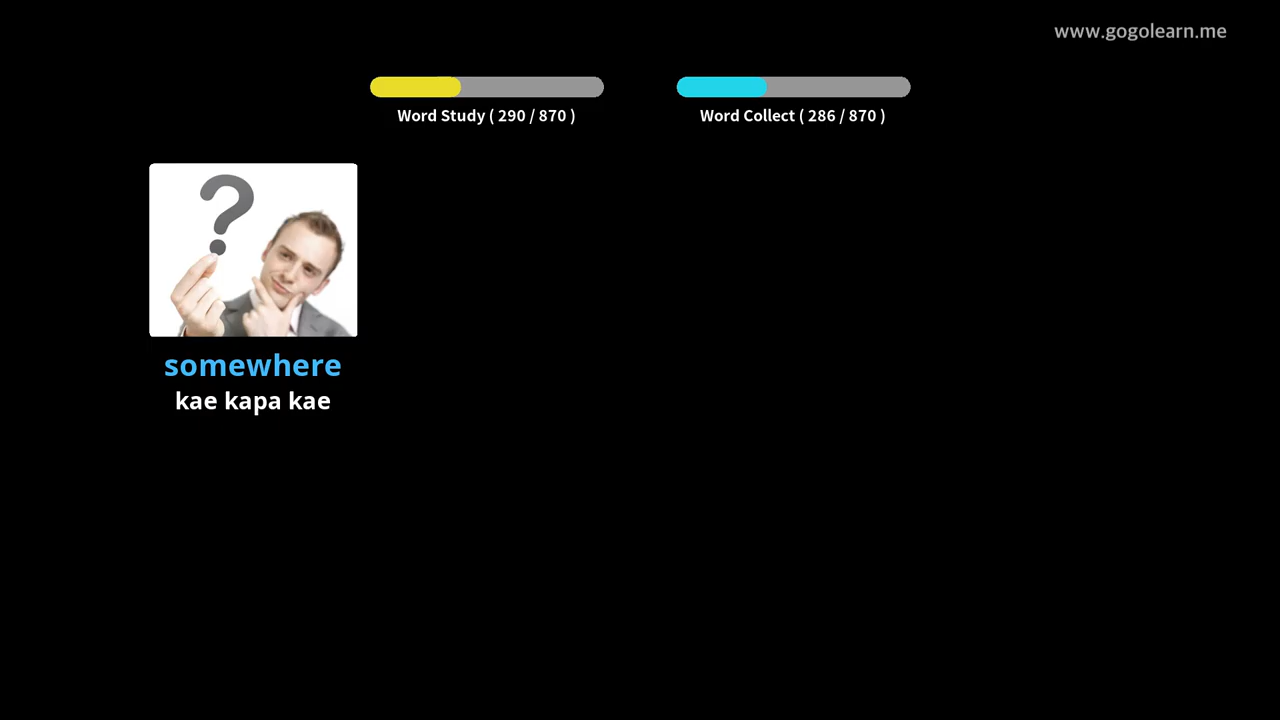 www.gogolearn.me
Word Study ( 290 / 870 )
Word Collect ( 286 / 870 )
?
somewhere
kae kapa kae